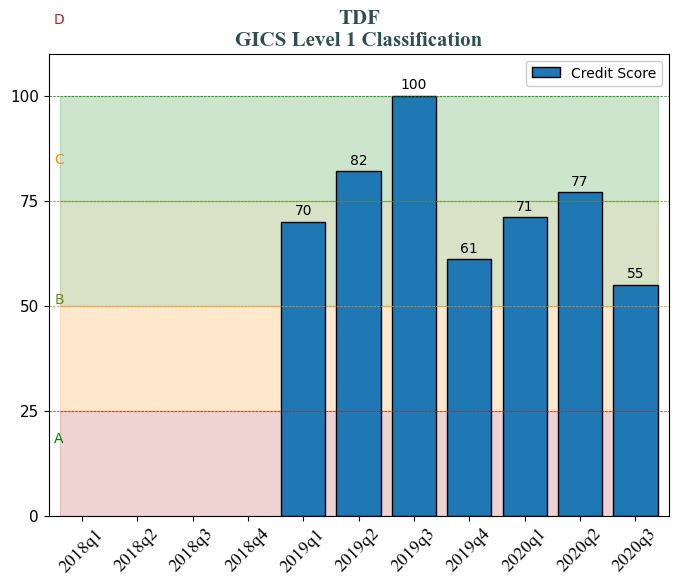 D
TDF
GICS Level 1 Classification
Credit Score
100
100
C
82
77
75
70
71
61
55
B
50
25
A
0
2018q1
2018q2
2018q3
2018q4
2019q1
2019q2
2019q3
2019q4
2020q1
2020q2
2020q3